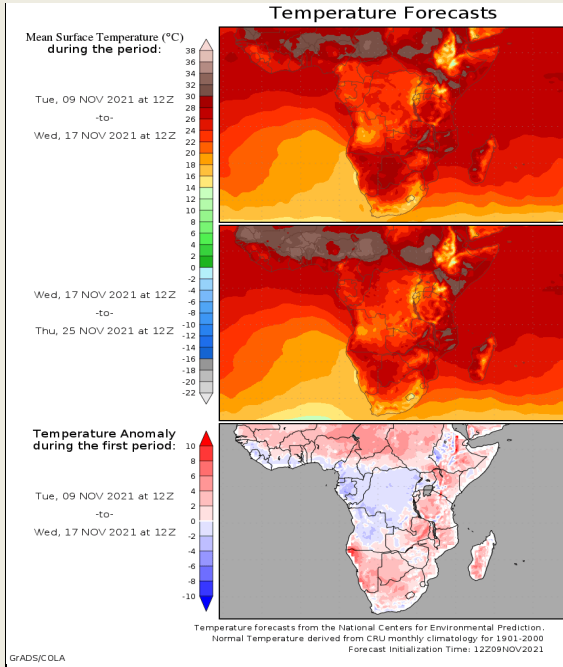 Temperature Forecasts
Mean Surface Temperature (°C)
during the period:
38
36
34
32
30
28
26
24
22
20
18
16
14
12
10
8
6
4
2
0
-2
-4
-6
-8
-10
-12
-14
-16
-18
-20
-22
Tue, 09 NOV 2021 at 12Z
-to-
Wed, 17 NOV 2021 at 12Z
Wed, 17 NOV 2021 at 12Z
-to-
Thu, 25 NOV 2021 at 12Z
Temperature Anomaly
during the first period:
10
8
6
4
2
0
-2
-4
-6
-8
-10
Tue, 09 NOV 2021 at 12Z
-to-
Wed, 17 NOV 2021 at 12Z
Temperature forecasts from the National Centers for Environmental Prediction.
Normal Temperature derived from CRU monthly climatology for 1901-2000
Forecast Initialization Time: 12Z09NOV2021
GrADS/COLA